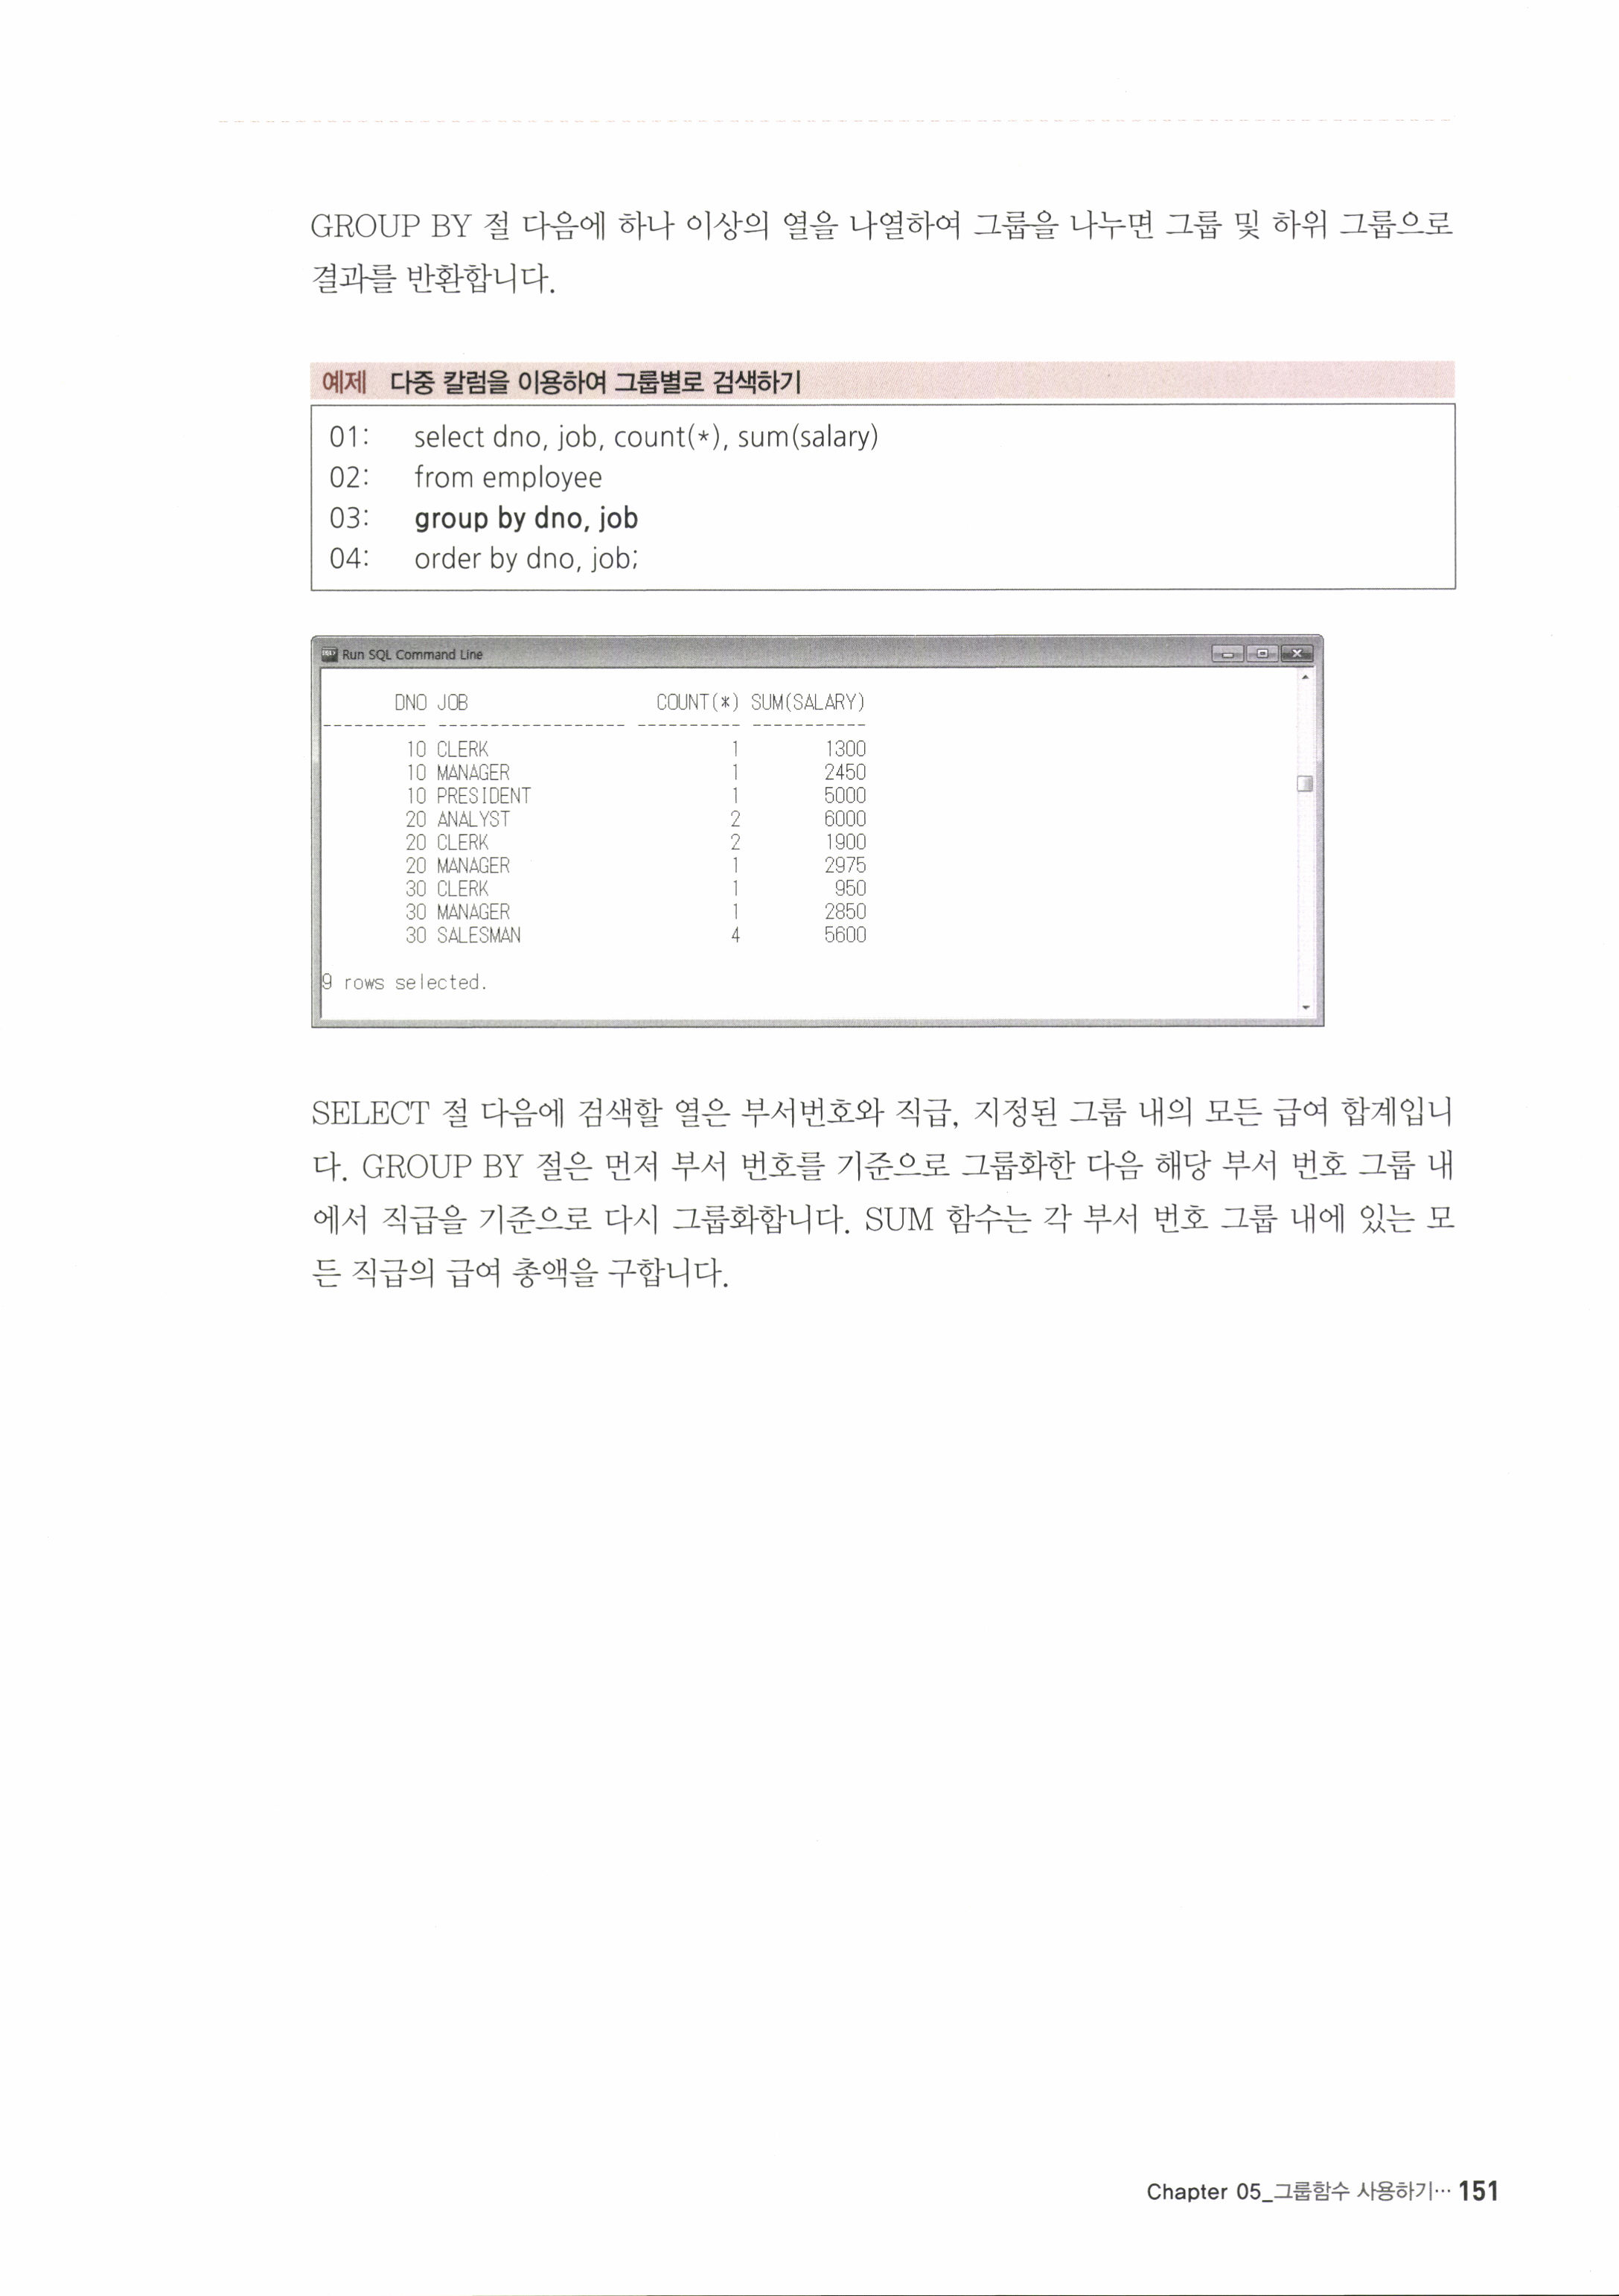 GROUP BY 절 다음에 하나 이상의 열을 나열하여 그룹을 나누면 그룹 및 하위 그룹으로
결과를 반환합니다.
예제 다중 칼럼을 이용하여 그룹별로 검색하기
01: select dno, job, count(*), sum(salary)
02: from employee
03: group by dno, job
04: order by dno, job;
Run SQL Command Line
DNO JOB COUNT(*) SUM(SALARY)
---------- ------------------ ---------- -----------
10 CLERK 1 1300
10 MANAGER 1 2450
10 PRESIDENT 1 5000
20 ANALYST 2 6000
20 CLERK 2 1900
20 MANAGER 1 2975
30 CLERK 1 950
30 MANAGER 1 2850
30 SALESMAN 4 5600
9 rows selected.
SELECT 절 다음에 검색할 열은 부서번호와 직급, 지정된 그룹 내의 모든 급여 합계입니
다. GROUP BY 절은 먼저 부서 번호를 기준으로 그룹화한 다음 해당 부서 번호 그룹 내
에서 직급을 기준으로 다시 그룹화합니다. SUM 함수는 각 부서 번호 그룹 내에 있는 모
든 직급의 급여 총액을 구합니다.
Chapter 05_그룹함수 사용하기… 151